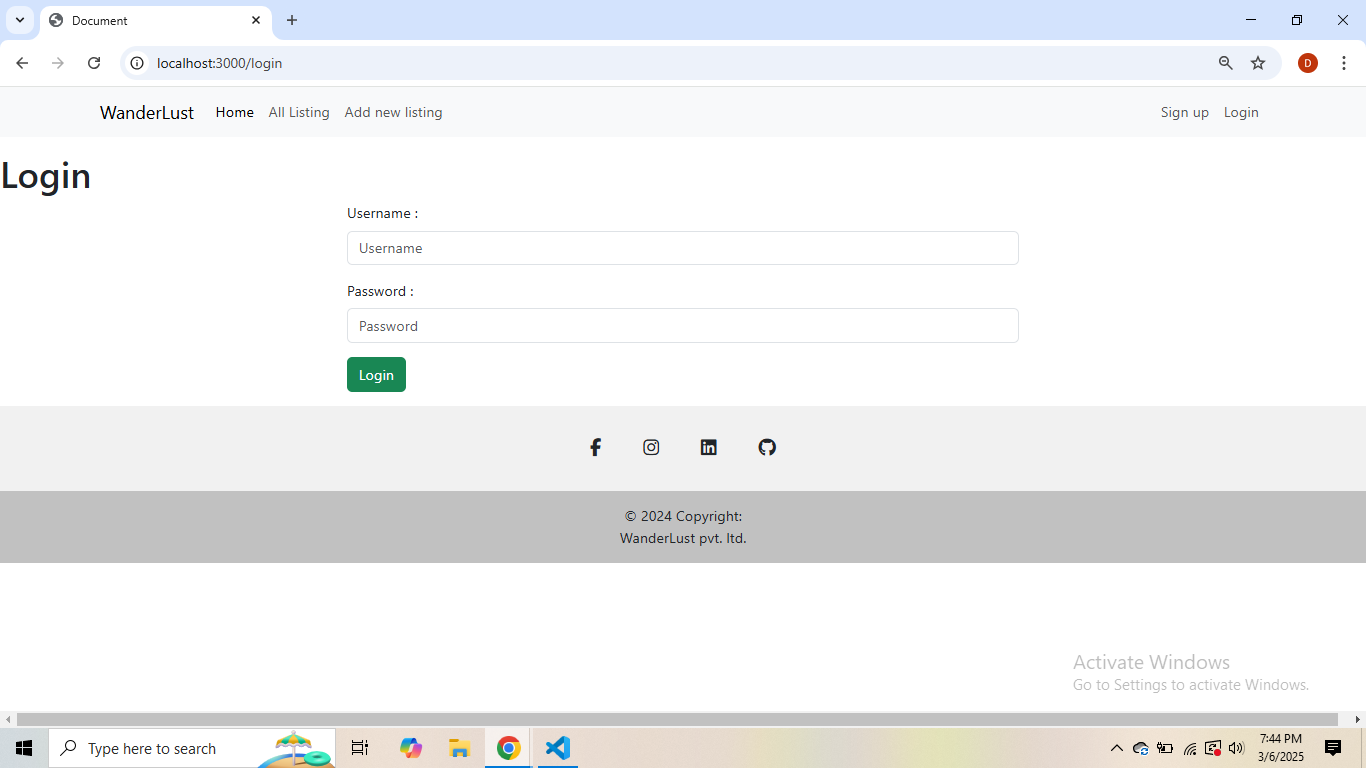 Document
localhost:3000/login
D
WanderLust Home All Listing Add new listing Sign up Login
Login
Username :
Username
Password :
Password
Login
© 2024 Copyright:
WanderLust pvt. ltd.
Activate Windows
Go to Settings to activate Windows.
Type here to search
7:44 PM
3/6/2025